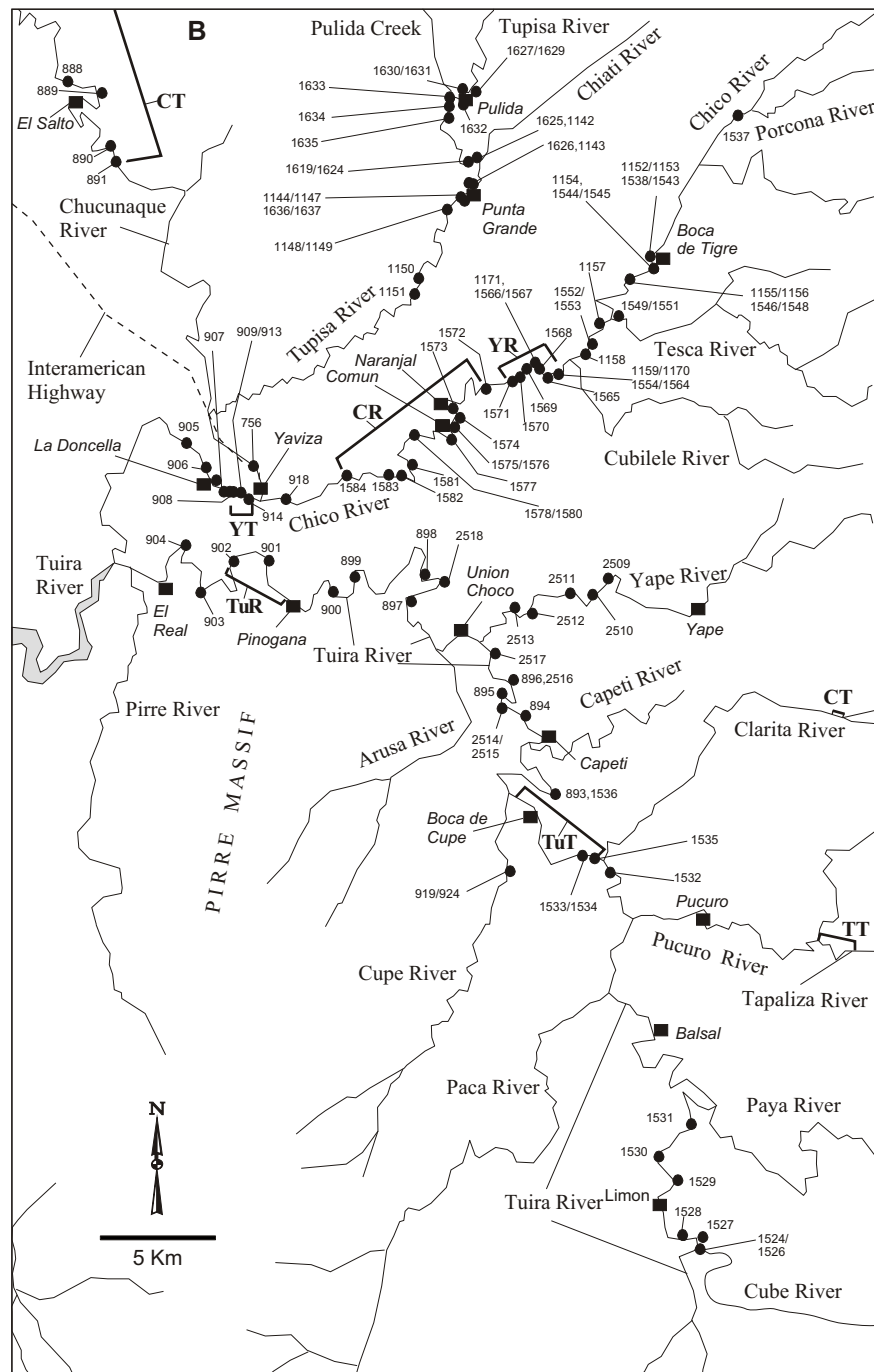 B
Pulida Creek
Tupisa River
1627/1629
Chiati River
1630/1631
888
1633
889
CT
Pulida
Chico River
El Salto
1634
1632
1625,1142
1537
Porcona River
1635
1626,1143
890
1619/1624
1152/1153
1538/1543
891
1154,
1544/1545
1144/1147
1636/1637
Chucunaque
River
Punta
Grande
Boca
de Tigre
1148/1149
1150
1171,
1566/1567
1157
1151
1552/
1553
1549/1551
1155/1156
1546/1548
909/913
907
Tupisa River
1572
1568
Interamerican
Highway
Naranjal
Comun
1573
YR
1158
Tesca River
1159/1170
1554/1564
CR
1569
1565
1571
1570
905
756
1574
La Doncella
Yaviza
1575/1576
906
918
1577
Cubilele River
1584
1583
1581
1582
908
914
Chico River
1578/1580
YT
904
902
901
898
2518
899
2509
Tuira
River
Union
Choco
2511
Yape River
TuR
903
900
897
El
Real
Pinogana
2512
2510
Yape
2513
Tuira River
2517
896,2516
Capeti River
Pirre River
895
894
CT
Clarita River
Arusa River
2514/
2515
Capeti
PIRRE MASSIF
893,1536
Boca de
Cupe
TuT
1535
919/924
1532
1533/1534
Pucuro
TT
Pucuro River
Cupe River
Tapaliza River
Balsal
Paca River
N
1531
Paya River
1530
1529
Tuira River
Limon
1528
1527
5 Km
1524/
1526
Cube River